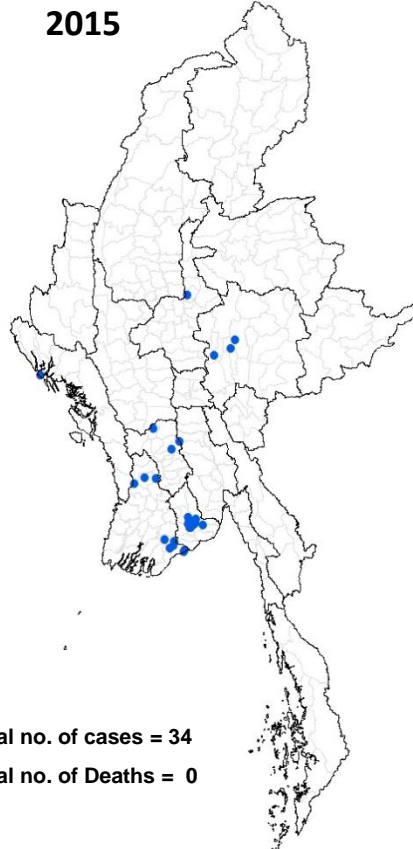 2015
al no. of cases = 34
al no. of Deaths = 0